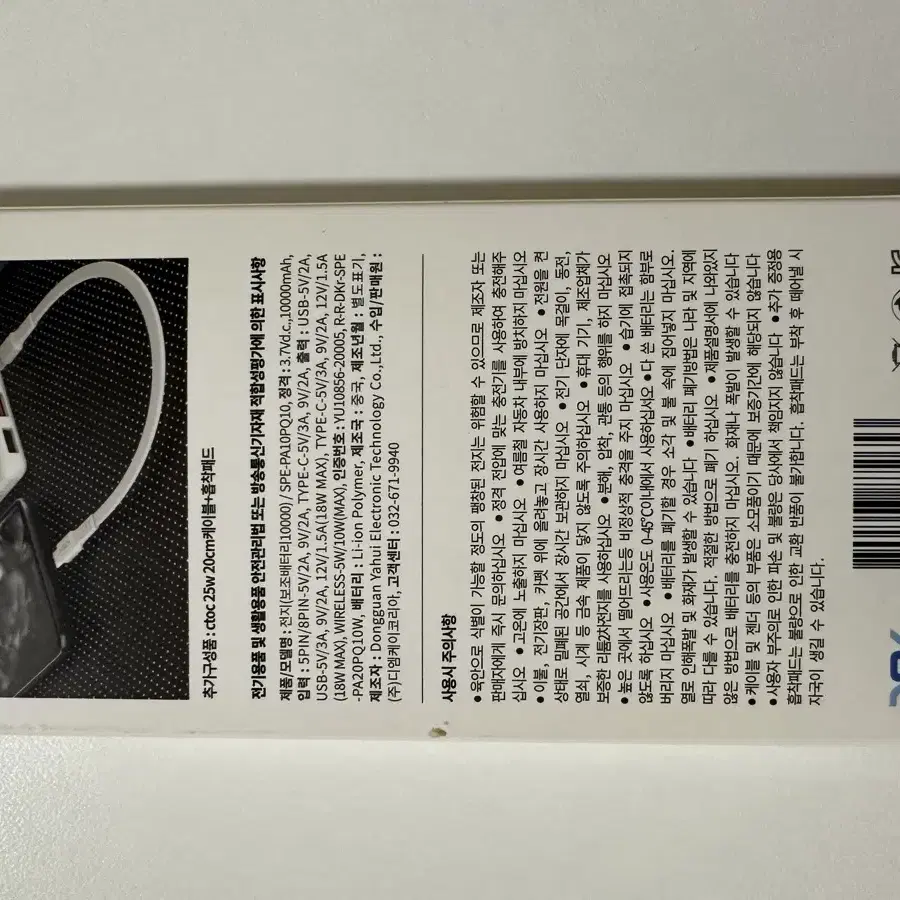 추가구성품 : ctoc 25w 20cm케이블+흡착패드
전기용품 및 생활용품 안전관리법 또는 방송통신기자재 적합성평가에 의한 표시사항
제품/모델명 : 전지(보조배터리10000) / SPE-PA10PQ10, 정격 : 3.7Vd.c.,10000mAh,
입력 : 5PIN/8PIN-5V/2A, 9V/2A, TYPE-C-5V/3A, 9V/2A, 출력 : USB-5V/2A,
USB-5V/3A, 9V/2A, 12V/1.5A(18W MAX), TYPE-C-5V/3A, 9V/2A, 12V/1.5A
(18W MAX), WIRELESS-5W/10W(MAX), 인증번호 : YU10856-20005, R-R-DKr-SPE
-PA20PQ10W, 배터리 : Li-ion Polymer, 제조국 : 중국, 제조년월 : 별도표기,
제조자 : Dongguan Yahui Electronic Technology Co.,Ltd., 수입/판매원 :
(주)디엠케이코리아, 고객센터 : 032-671-9940
사용시 주의사항
• 육안으로 식별이 가능할 정도의 팽창된 전지는 위험할 수 있으므로 제조자 또는
판매자에게 즉시 문의하십시오 • 정격 전압에 맞는 충전기를 사용하여 충전해주
십시오 • 고온에 노출하지 마십시오 • 여름철 자동차 내부에 방치하지 마십시오
• 이불, 전기장판, 카펫 위에 올려놓고 장시간 사용하지 마십시오 • 전원을 켠
상태로 밀폐된 공간에서 장시간 보관하지 마십시오 • 전기 단자에 목걸이, 동전,
열쇠, 시계 등 금속 제품이 닿지 않도록 주의하십시오 • 휴대 기기, 제조업체가
보증한 리튬2차전지를 사용하십시오 • 분해, 압착, 관통 등의 행위를 하지 마십시오
• 높은 곳에서 떨어뜨리는등 비정상적 충격을 주지 마십시오 • 습기에 접촉되지
않도록 하십시오 • 사용온도 0~45°C이내에서 사용하십서오 • 다 쓴 배터리는 함부로
버리지 마십시오 • 배터리를 폐기할 경우 소각 및 불 속에 집어넣지 마십시오.
열로 인해폭발 및 화재가 발생할 수 있습니다 • 배터리 폐기방법은 나라 및 지역에
따라 다를 수 있습니다. 적절한 방법으로 폐기 하십시오 • 제품설명서에 나와있지
않은 방법으로 배터리를 충전하지 마십시오. 화재나 폭발이 발생할 수 있습니다
• 케이블 및 젠더 등의 부품은 소모품이기 때문에 보증기간에 해당되지 않습니다
• 사용자 부주의로 인한 파손 및 불량은 당사에서 책임지지 않습니다 • 추가 증정용
흡착패드는 불량으로 인한 교환 반품이 불가합니다. 흡착패드는 부착 후 떼어낼 시
자국이 생길 수 있습니다.